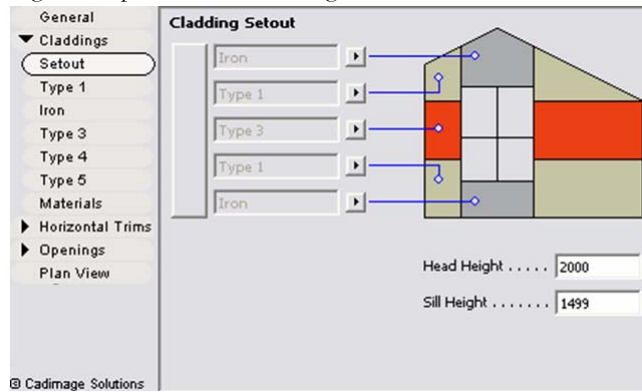 General
Claddings
Setout
Type 1
Iron
Type 3
Type 4
Type 5
Materials
Horizontal Trims
Openings
Plan View
Cadimage Solutions
Cladding Setout
Iron
Type 1
Type 3
Type 1
Iron
Head Height ..... 2000
Sill Height ....... 1499